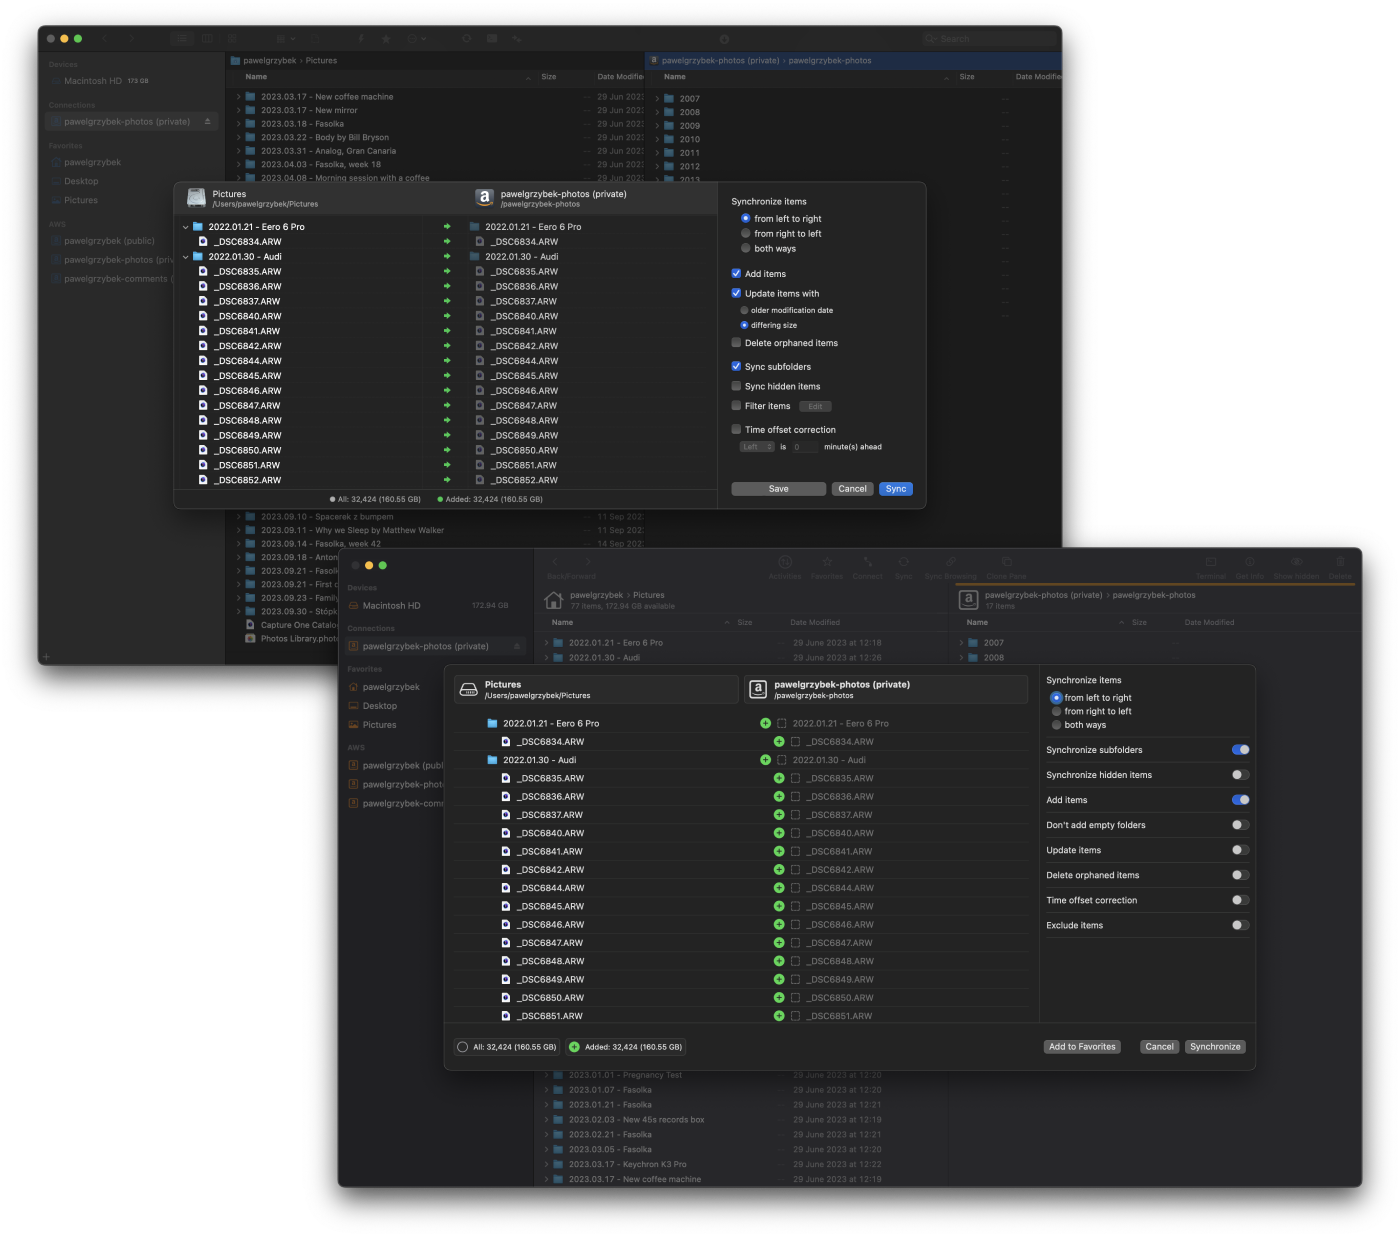 Search
Devices
Macintosh HD 173 GB
Connections
pawelgrzybek-photos (private)
Favorites
pawelgrzybek
Desktop
Pictures
AWS
pawelgrzybek (public)
pawelgrzybek-photos (priv
pawelgrzybek-comments (
pawelgrzybek › Pictures
Name Size Date Modified
2023.03.17 - New coffee machine -- 29 Jun 2023
2023.03.17 - New mirror -- 29 Jun 2023
2023.03.18 - Fasolka -- 29 Jun 2023
2023.03.22 - Body by Bill Bryson -- 29 Jun 2023
2023.03.31 - Analog, Gran Canaria -- 29 Jun 2023
2023.04.03 - Fasolka, week 18 -- 29 Jun 2023
2023.04.08 - Morning session with a coffee
pawelgrzybek-photos (private) › pawelgrzybek-photos
Name Size Date Modified
2007 --
2008 --
2009 --
2010 --
2011 --
2012 --
2013
Pictures
/Users/pawelgrzybek/Pictures
pawelgrzybek-photos (private)
/pawelgrzybek-photos
2022.01.21 - Eero 6 Pro 2022.01.21 - Eero 6 Pro
_DSC6834.ARW _DSC6834.ARW
2022.01.30 - Audi 2022.01.30 - Audi
_DSC6835.ARW _DSC6835.ARW
_DSC6836.ARW _DSC6836.ARW
_DSC6837.ARW _DSC6837.ARW
_DSC6840.ARW _DSC6840.ARW
_DSC6841.ARW _DSC6841.ARW
_DSC6842.ARW _DSC6842.ARW
_DSC6844.ARW _DSC6844.ARW
_DSC6845.ARW _DSC6845.ARW
_DSC6846.ARW _DSC6846.ARW
_DSC6847.ARW _DSC6847.ARW
_DSC6848.ARW _DSC6848.ARW
_DSC6849.ARW _DSC6849.ARW
_DSC6850.ARW _DSC6850.ARW
_DSC6851.ARW _DSC6851.ARW
_DSC6852.ARW _DSC6852.ARW
All: 32,424 (160.55 GB) Added: 32,424 (160.55 GB)
Synchronize items
from left to right
from right to left
both ways
Add items
Update items with
older modification date
differing size
Delete orphaned items
Sync subfolders
Sync hidden items
Filter items Edit
Time offset correction
Left is 0 minute(s) ahead
Save Cancel Sync
2023.09.10 - Spacerek z bumpem -- 11 Sep 202
2023.09.11 - Why we Sleep by Matthew Walker -- 11 Sep 202
2023.09.14 - Fasolka, week 42 -- 14 Sep 202
2023.09.18 - Anton
2023.09.21 - Fasol
2023.09.21 - First c
2023.09.23 - Family
2023.09.30 - Stópk
Capture One Catalo
Photos Library.photo
Back/Forward Activities Favorites Connect Sync Sync Browsing Clone Pane Terminal Get Info Show hidden Delete
Devices
Macintosh HD 172.94 GB
Connections
pawelgrzybek-photos (private)
Favorites
pawelgrzybek
Desktop
Pictures
AWS
pawelgrzybek (publ
pawelgrzybek-phot
pawelgrzybek-com
pawelgrzybek › Pictures
77 items, 172.94 GB available
Name Size Date Modified
2022.01.21 - Eero 6 Pro -- 29 June 2023 at 12:18
2022.01.30 - Audi -- 29 June 2023 at 12:26
pawelgrzybek-photos (private) › pawelgrzybek-photos
17 items
Name Size Date Modified
2007
2008
Pictures
/Users/pawelgrzybek/Pictures
pawelgrzybek-photos (private)
/pawelgrzybek-photos
2022.01.21 - Eero 6 Pro 2022.01.21 - Eero 6 Pro
_DSC6834.ARW _DSC6834.ARW
2022.01.30 - Audi 2022.01.30 - Audi
_DSC6835.ARW _DSC6835.ARW
_DSC6836.ARW _DSC6836.ARW
_DSC6837.ARW _DSC6837.ARW
_DSC6840.ARW _DSC6840.ARW
_DSC6841.ARW _DSC6841.ARW
_DSC6842.ARW _DSC6842.ARW
_DSC6844.ARW _DSC6844.ARW
_DSC6845.ARW _DSC6845.ARW
_DSC6846.ARW _DSC6846.ARW
_DSC6847.ARW _DSC6847.ARW
_DSC6848.ARW _DSC6848.ARW
_DSC6849.ARW _DSC6849.ARW
_DSC6850.ARW _DSC6850.ARW
_DSC6851.ARW _DSC6851.ARW
All: 32,424 (160.55 GB) Added: 32,424 (160.55 GB)
Synchronize items
from left to right
from right to left
both ways
Synchronize subfolders
Synchronize hidden items
Add items
Don't add empty folders
Update items
Delete orphaned items
Time offset correction
Exclude items
Add to Favorites Cancel Synchronize
2023.01.01 - Pregnancy Test -- 29 June 2023 at 12:20
2023.01.07 - Fasolka -- 29 June 2023 at 12:20
2023.01.21 - Fasolka -- 29 June 2023 at 12:21
2023.02.03 - New 45s records box -- 29 June 2023 at 12:19
2023.02.21 - Fasolka -- 29 June 2023 at 12:21
2023.03.05 - Fasolka -- 29 June 2023 at 12:20
2023.03.17 - Keychron K3 Pro -- 29 June 2023 at 12:22
2023.03.17 - New coffee machine -- 29 June 2023 at 12:19